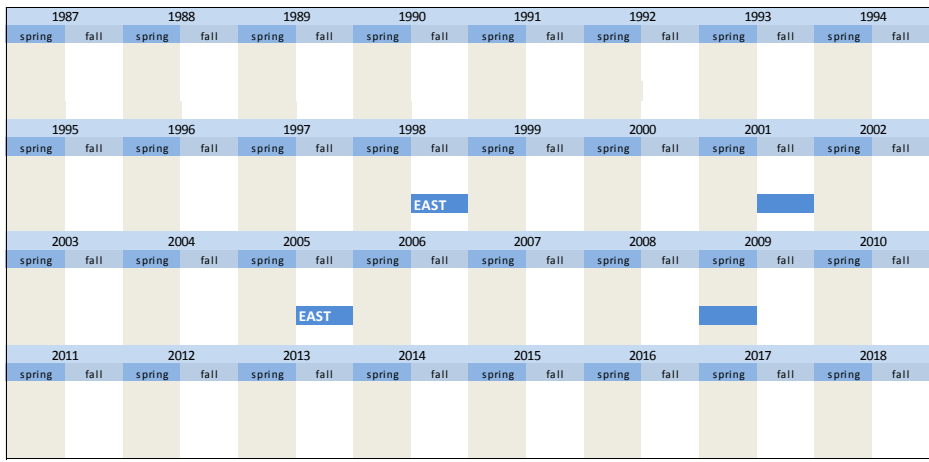 1987 1988 1989 1990 1991 1992 1993 1994
spring fall spring fall spring fall spring fall spring fall spring fall spring fall spring fall
1995 1996 1997 1998 1999 2000 2001 2002
spring fall spring fall spring fall spring fall spring fall spring fall spring fall spring fall
EAST
2003 2004 2005 2006 2007 2008 2009 2010
spring fall spring fall spring fall spring fall spring fall spring fall spring fall spring fall
EAST
2011 2012 2013 2014 2015 2016 2017 2018
spring fall spring fall spring fall spring fall spring fall spring fall spring fall spring fall